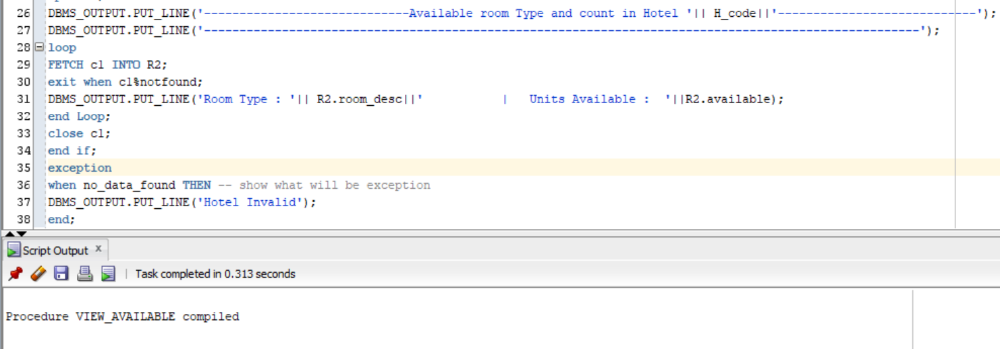 26 DBMS_OUTPUT.PUT_LINE('-----------------------------Available room Type and count in Hotel '|| H_code||'----------------------------');
27 DBMS_OUTPUT.PUT_LINE('------------------------------------------------------------------------------------------------------');
28 loop
29 FETCH c1 INTO R2;
30 exit when c1%notfound;
31 DBMS_OUTPUT.PUT_LINE('Room Type : '|| R2.room_desc||'            |   Units Available :  '||R2.available);
32 end Loop;
33 close c1;
34 end if;
35 exception
36 when no_data_found THEN -- show what will be exception
37 DBMS_OUTPUT.PUT_LINE('Hotel Invalid');
38 end;
Script Output x
Task completed in 0.313 seconds
Procedure VIEW_AVAILABLE compiled